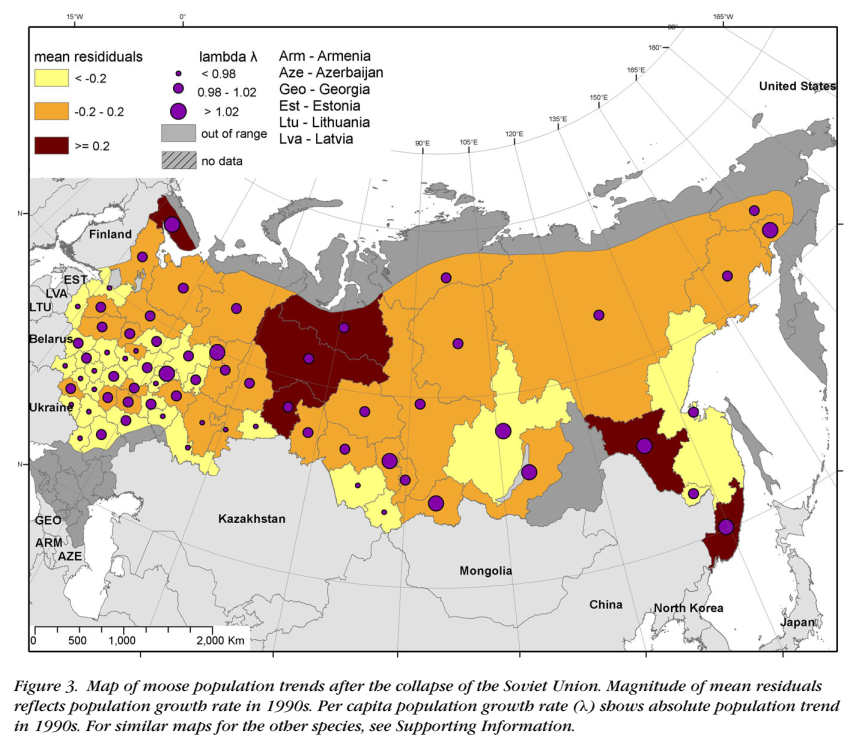 15°W
0°
165°W
180°
165°E
150°E
135°E
120°E
105°E
90°E
mean resididuals
< -0.2
-0.2 - 0.2
>= 0.2
lambda λ
< 0.98
0.98 - 1.02
> 1.02
out of range
no data
Arm - Armenia
Aze - Azerbaijan
Geo - Georgia
Est - Estonia
Ltu - Lithuania
Lva - Latvia
United States
N
Finland
EST
LVA
LTU
Belarus
Ukraine
N
GEO
ARM
AZE
Kazakhstan
Mongolia
China
North Korea
Japan
0 500 1,000 2,000 Km
Figure 3. Map of moose population trends after the collapse of the Soviet Union. Magnitude of mean residuals
reflects population growth rate in 1990s. Per capita population growth rate (λ) shows absolute population trend
in 1990s. For similar maps for the other species, see Supporting Information.